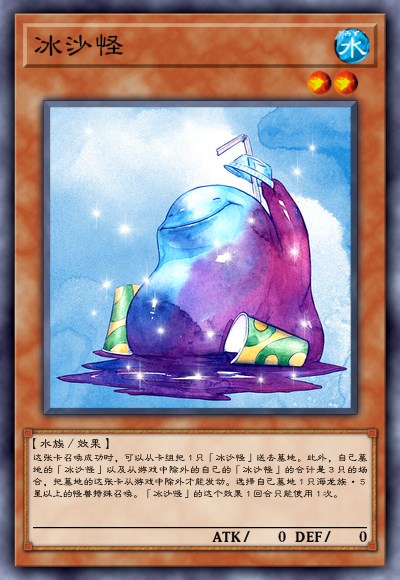 冰沙怪
水
【水族／效果】
这张卡召唤成功时，可以从卡组把1只「冰沙怪」送去墓地。此外，自己墓
地的「冰沙怪」以及从游戏中除外的自己的「冰沙怪」的合计是3只的场
合，把墓地的这张卡从游戏中除外才能发动。选择自己墓地1只海龙族·5
星以上的怪兽特殊召唤。「冰沙怪」的这个效果1回合只能使用1次。
ATK/ 0 DEF/ 0